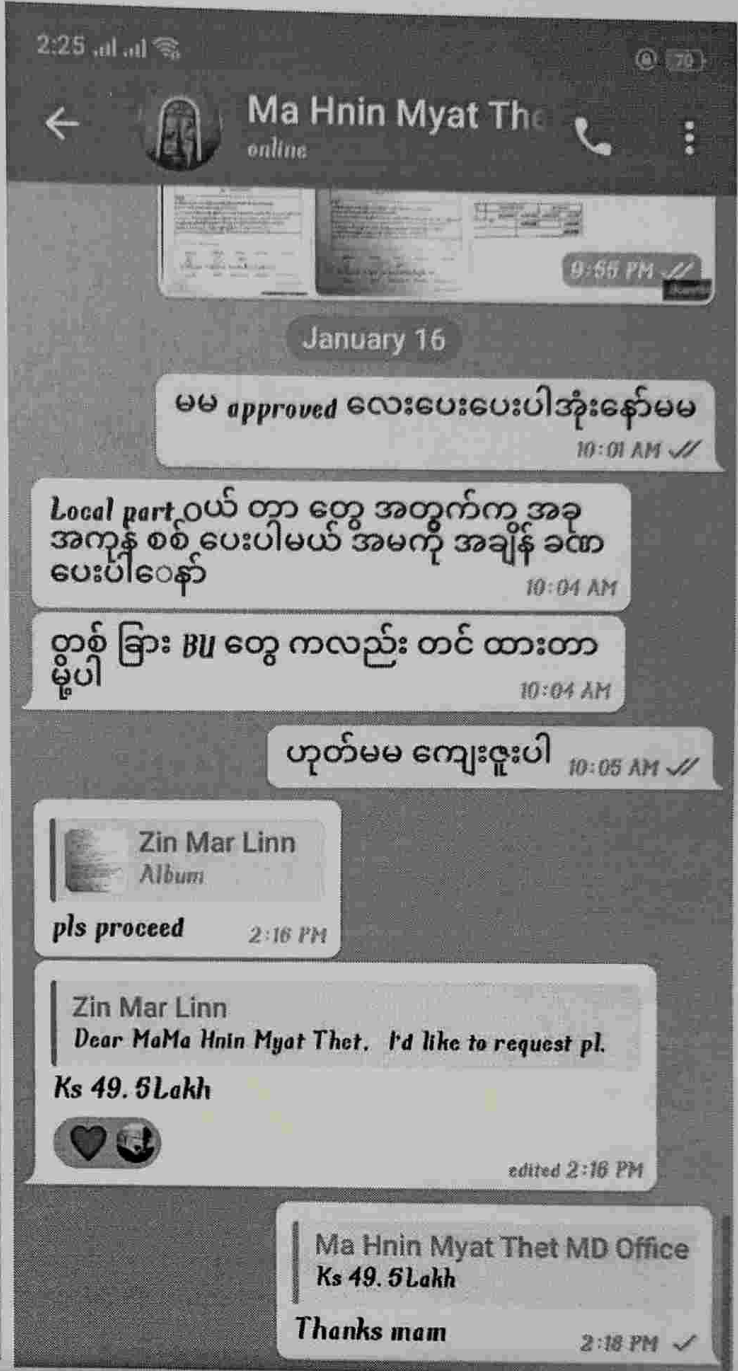 2:25
70
Ma Hnin Myat The
online
9:55 PM
January 16
မမ approved လေးပေးပေးပါအုံးနော်မမ
10:01 AM
Local part ဝယ် တာ တွေ အတွက်က အခု
အကုန် စစ် ပေးပါမယ် အမကို အချိန် ခဏ
ပေးပါနော်
10:04 AM
တစ် ခြား BU တွေ ကလည်း တင် ထားတာ
မို့ပါ
10:04 AM
ဟုတ်မမ ကျေးဇူးပါ 10:05 AM
Zin Mar Linn
Album
pls proceed 2:16 PM
Zin Mar Linn
Dear MaMa Hnin Myat Thet. I'd like to request pl.
Ks 49.5Lakh
edited 2:16 PM
Ma Hnin Myat Thet MD Office
Ks 49.5Lakh
Thanks mam 2:18 PM